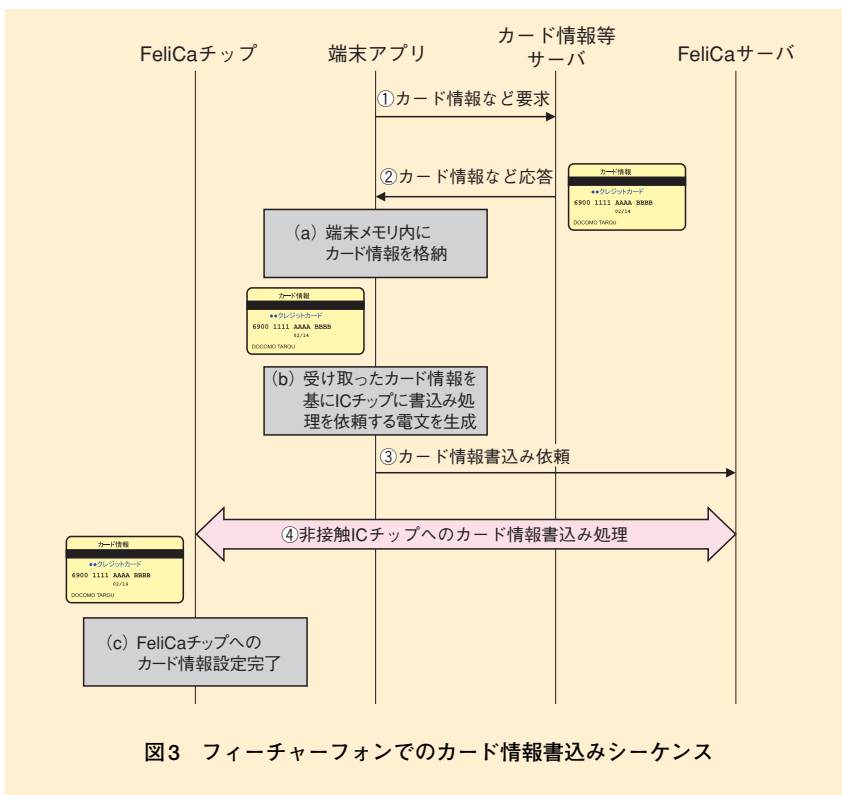 FeliCaチップ
端末アプリ
カード情報等
サーバ
FeliCaサーバ
①カード情報など要求
②カード情報など応答
カード情報
●●クレジットカード
6900 1111 AAAA BBBB
02/14
DOCOMO TAROU
(a) 端末メモリ内に
カード情報を格納
カード情報
●●クレジットカード
6900 1111 AAAA BBBB
02/14
DOCOMO TAROU
(b) 受け取ったカード情報を
基にICチップに書込み処
理を依頼する電文を生成
③カード情報書込み依頼
④非接触ICチップへのカード情報書込み処理
カード情報
●●クレジットカード
6900 1111 AAAA BBBB
02/14
DOCOMO TAROU
(c) FeliCaチップへの
カード情報設定完了
図3 フィーチャーフォンでのカード情報書込みシーケンス